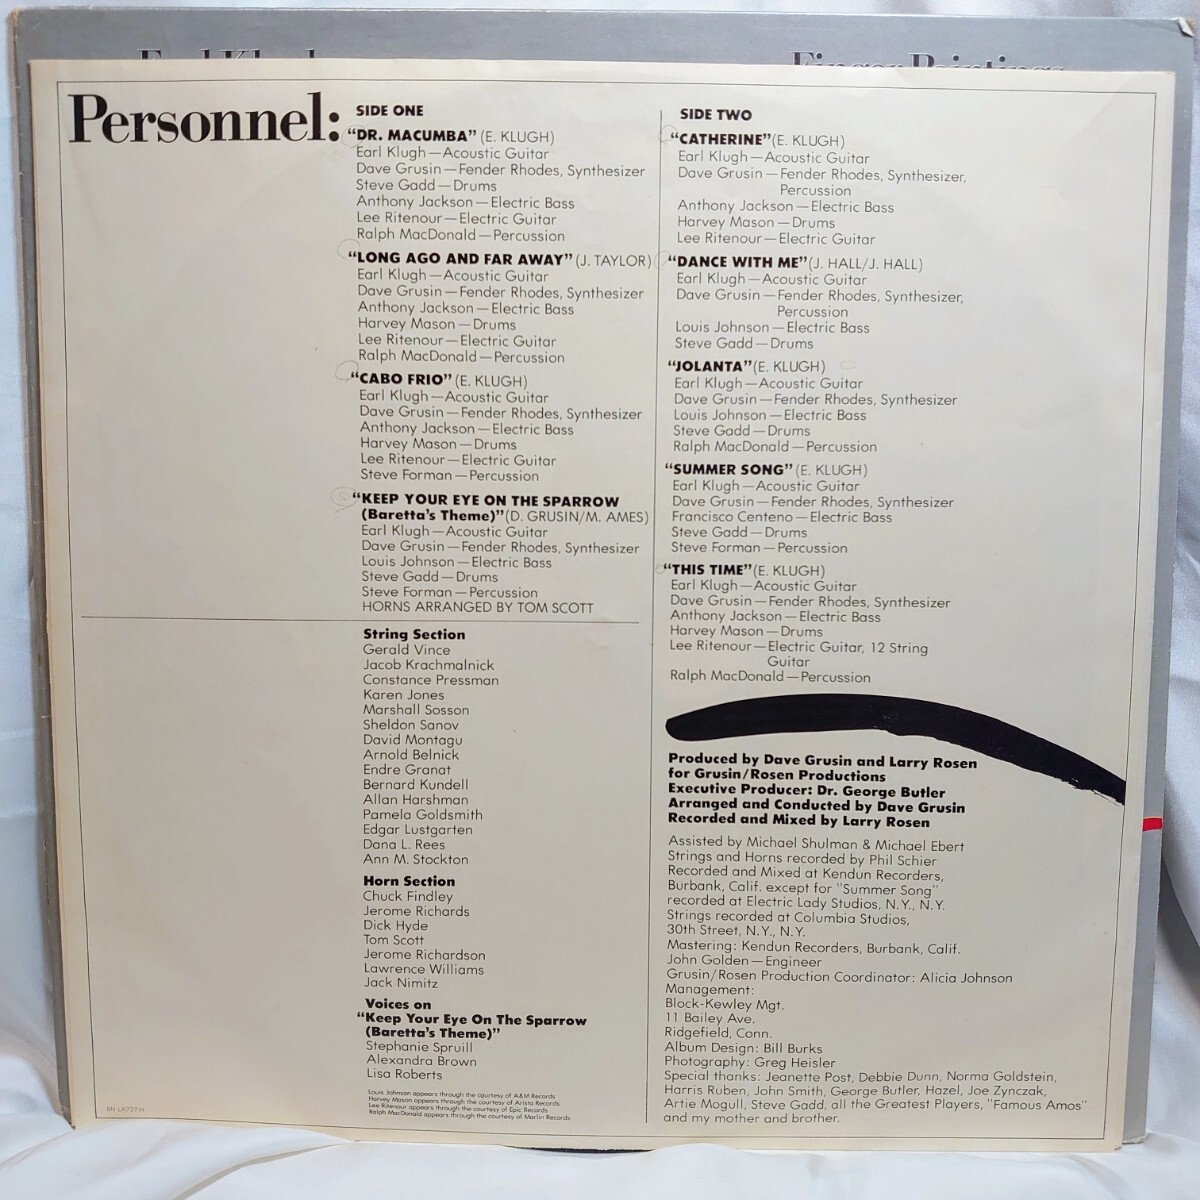 Personnel:
SIDE ONE
"DR. MACUMBA" (E. KLUGH)
Earl Klugh—Acoustic Guitar
Dave Grusin—Fender Rhodes, Synthesizer
Steve Gadd—Drums
Anthony Jackson—Electric Bass
Lee Ritenour—Electric Guitar
Ralph MacDonald—Percussion
"LONG AGO AND FAR AWAY" (J. TAYLOR)
Earl Klugh—Acoustic Guitar
Dave Grusin—Fender Rhodes, Synthesizer
Anthony Jackson—Electric Bass
Harvey Mason—Drums
Lee Ritenour—Electric Guitar
Ralph MacDonald—Percussion
"CABO FRIO" (E. KLUGH)
Earl Klugh—Acoustic Guitar
Dave Grusin—Fender Rhodes, Synthesizer
Anthony Jackson—Electric Bass
Harvey Mason—Drums
Lee Ritenour—Electric Guitar
Steve Forman—Percussion
"KEEP YOUR EYE ON THE SPARROW
(Baretta's Theme)" (D. GRUSIN/M. AMES)
Earl Klugh—Acoustic Guitar
Dave Grusin—Fender Rhodes, Synthesizer
Louis Johnson—Electric Bass
Steve Gadd—Drums
Steve Forman—Percussion
HORNS ARRANGED BY TOM SCOTT
String Section
Gerald Vince
Jacob Krachmalnick
Constance Pressman
Karen Jones
Marshall Sosson
Sheldon Sanov
David Montagu
Arnold Belnick
Endre Granat
Bernard Kundell
Allan Harshman
Pamela Goldsmith
Edgar Lustgarten
Dana L. Rees
Ann M. Stockton
Horn Section
Chuck Findley
Jerome Richards
Dick Hyde
Tom Scott
Jerome Richardson
Lawrence Williams
Jack Nimitz
Voices on
"Keep Your Eye On The Sparrow
(Baretta's Theme)"
Stephanie Spruill
Alexandra Brown
Lisa Roberts
Louis Johnson appears through the courtesy of A&M Records
Harvey Mason appears through the courtesy of Arista Records
Lee Ritenour appears through the courtesy of Epic Records
Ralph MacDonald appears through the courtesy of Marlin Records
BN LA737-H
SIDE TWO
"CATHERINE" (E. KLUGH)
Earl Klugh—Acoustic Guitar
Dave Grusin—Fender Rhodes, Synthesizer,
Percussion
Anthony Jackson—Electric Bass
Harvey Mason—Drums
Lee Ritenour—Electric Guitar
"DANCE WITH ME" (J. HALL/J. HALL)
Earl Klugh—Acoustic Guitar
Dave Grusin—Fender Rhodes, Synthesizer,
Percussion
Louis Johnson—Electric Bass
Steve Gadd—Drums
"JOLANTA" (E. KLUGH)
Earl Klugh—Acoustic Guitar
Dave Grusin—Fender Rhodes, Synthesizer
Louis Johnson—Electric Bass
Steve Gadd—Drums
Ralph MacDonald—Percussion
"SUMMER SONG" (E. KLUGH)
Earl Klugh—Acoustic Guitar
Dave Grusin—Fender Rhodes, Synthesizer
Francisco Centeno—Electric Bass
Steve Gadd—Drums
Steve Forman—Percussion
"THIS TIME" (E. KLUGH)
Earl Klugh—Acoustic Guitar
Dave Grusin—Fender Rhodes, Synthesizer
Anthony Jackson—Electric Bass
Harvey Mason—Drums
Lee Ritenour—Electric Guitar, 12 String
Guitar
Ralph MacDonald—Percussion
Produced by Dave Grusin and Larry Rosen
for Grusin/Rosen Productions
Executive Producer: Dr. George Butler
Arranged and Conducted by Dave Grusin
Recorded and Mixed by Larry Rosen
Assisted by Michael Shulman & Michael Ebert
Strings and Horns recorded by Phil Schier
Recorded and Mixed at Kendun Recorders,
Burbank, Calif. except for "Summer Song"
recorded at Electric Lady Studios, N.Y., N.Y.
Strings recorded at Columbia Studios,
30th Street, N.Y., N.Y.
Mastering: Kendun Recorders, Burbank, Calif.
John Golden—Engineer
Grusin/Rosen Production Coordinator: Alicia Johnson
Management:
Block-Kewley Mgt.
11 Bailey Ave.
Ridgefield, Conn.
Album Design: Bill Burks
Photography: Greg Heisler
Special thanks: Jeanette Post, Debbie Dunn, Norma Goldstein,
Harris Ruben, John Smith, George Butler, Hazel, Joe Zynczak,
Artie Mogull, Steve Gadd, all the Greatest Players, "Famous Amos"
and my mother and brother.